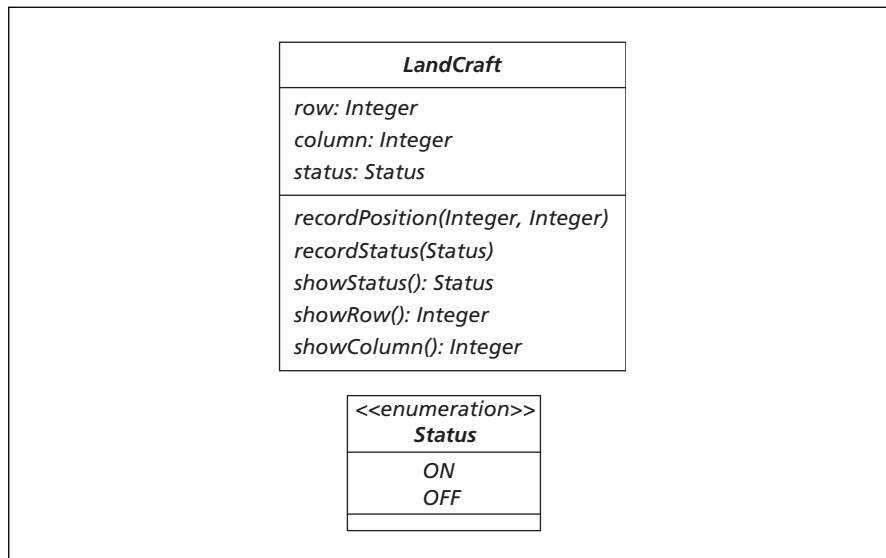 LandCraft
row: Integer
column: Integer
status: Status
recordPosition(Integer, Integer)
recordStatus(Status)
showStatus(): Status
showRow(): Integer
showColumn(): Integer
<<enumeration>>
Status
ON
OFF